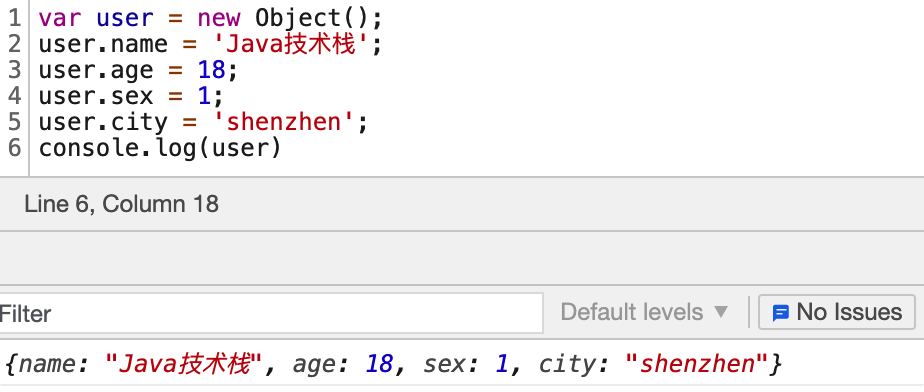 1 var user = new Object();
2 user.name = 'Java技术栈';
3 user.age = 18;
4 user.sex = 1;
5 user.city = 'shenzhen';
6 console.log(user)
Line 6, Column 18
Filter Default levels ▼ No Issues
{name: "Java技术栈", age: 18, sex: 1, city: "shenzhen"}